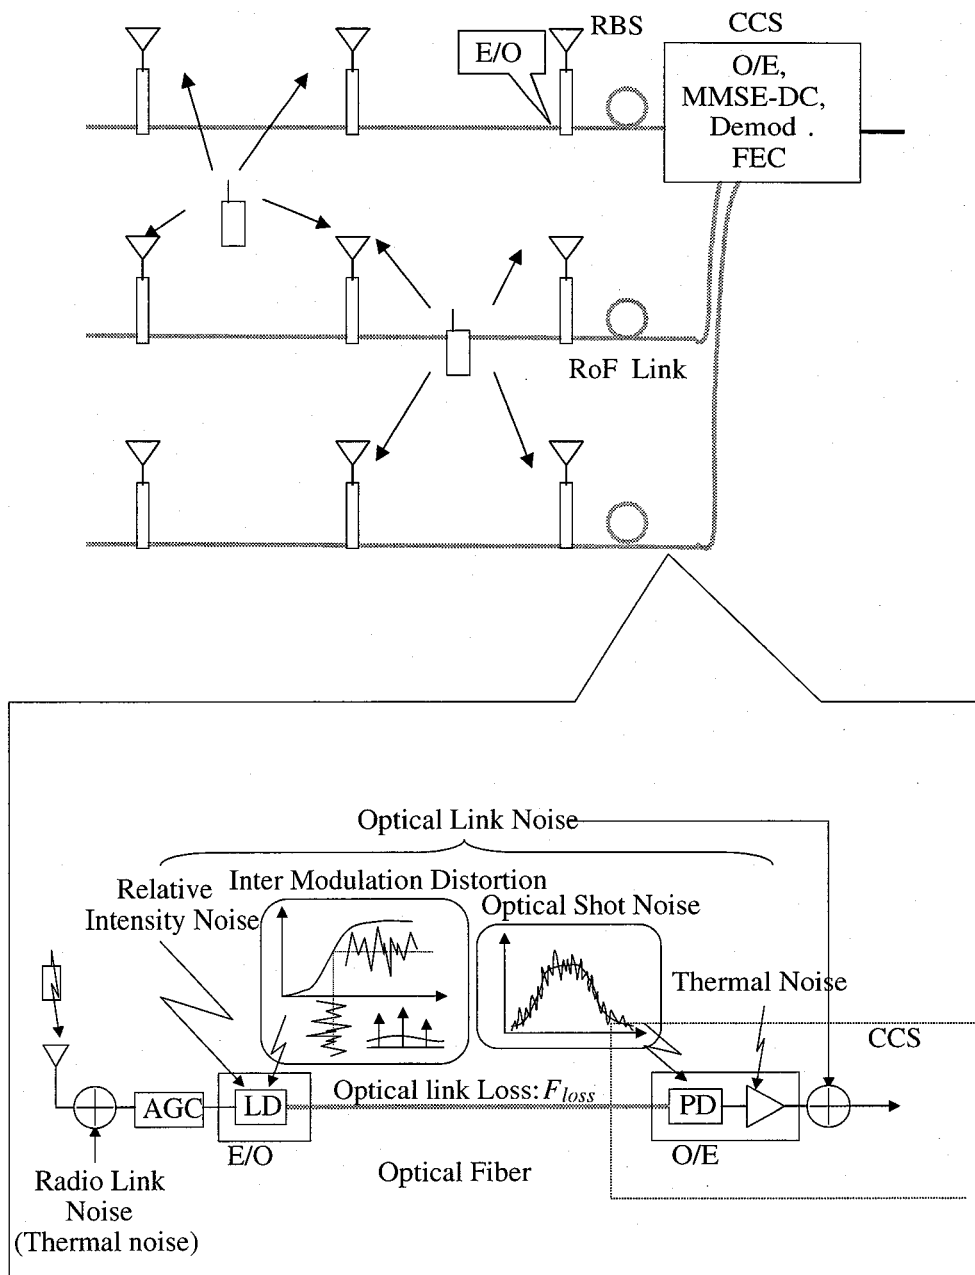 RBS
CCS
E/O
O/E,
MMSE-DC,
Demod .
FEC
RoF Link
Optical Link Noise
Relative
Intensity Noise
Inter Modulation Distortion
Optical Shot Noise
Thermal Noise
CCS
Optical link Loss: F_loss
AGC
LD
PD
E/O
O/E
Optical Fiber
Radio Link
Noise
(Thermal noise)